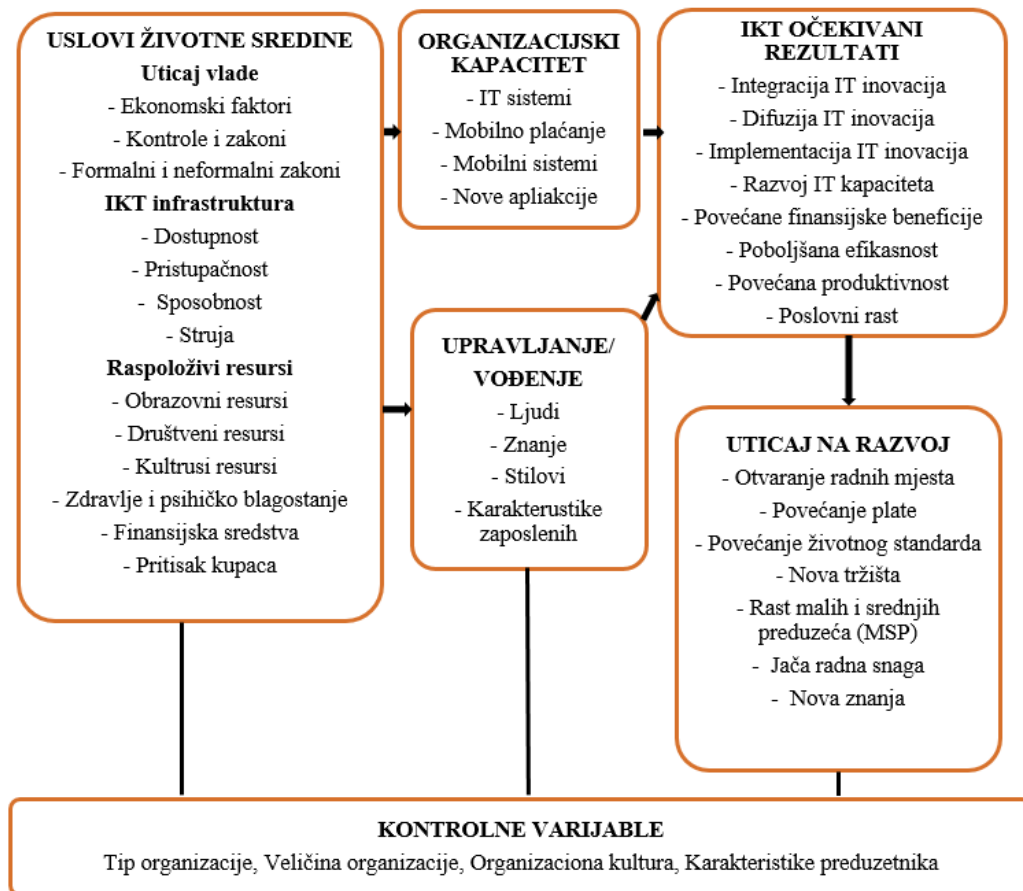 USLOVI ŽIVOTNE SREDINE
Uticaj vlade
- Ekonomski faktori
- Kontrole i zakoni
- Formalni i neformalni zakoni
IKT infrastruktura
- Dostupnost
- Pristupačnost
- Sposobnost
- Struja
Raspoloživi resursi
- Obrazovni resursi
- Društveni resursi
- Kultrusi resursi
- Zdravlje i psihičko blagostanje
- Finansijska sredstva
- Pritisak kupaca
ORGANIZACIJSKI
KAPACITET
- IT sistemi
- Mobilno plaćanje
- Mobilni sistemi
- Nove apliakcije
UPRAVLJANJE/
VOĐENJE
- Ljudi
- Znanje
- Stilovi
- Karakterustike
zaposlenih
IKT OČEKIVANI
REZULTATI
- Integracija IT inovacija
- Difuzija IT inovacija
- Implementacija IT inovacija
- Razvoj IT kapaciteta
- Povećane finansijske beneficije
- Poboljšana efikasnost
- Povećana produktivnost
- Poslovni rast
UTICAJ NA RAZVOJ
- Otvaranje radnih mjesta
- Povećanje plate
- Povećanje životnog standarda
- Nova tržišta
- Rast malih i srednjih
preduzeća (MSP)
- Jača radna snaga
- Nova znanja
KONTROLNE VARIJABLE
Tip organizacije, Veličina organizacije, Organizaciona kultura, Karakteristike preduzetnika